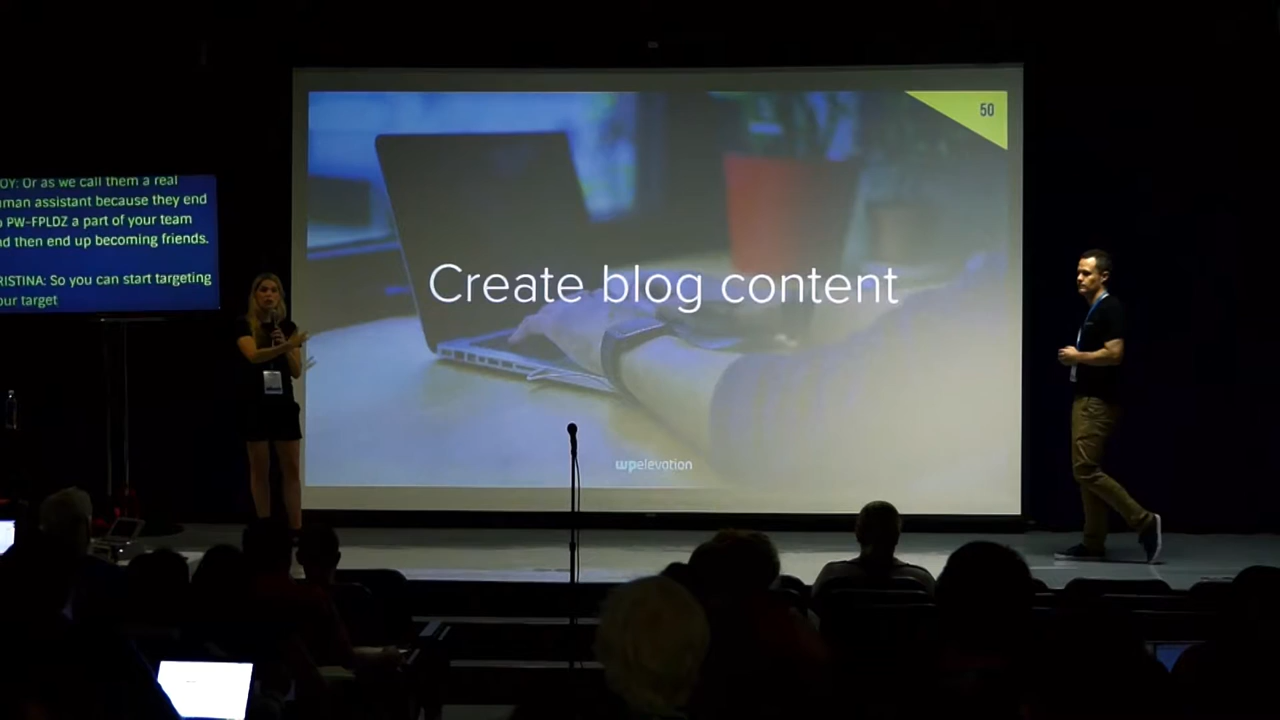 50
Create blog content
wpelevation
OY: Or as we call them a real
uman assistant because they end
p PW-FPLDZ a part of your team
nd then end up becoming friends.
RISTINA: So you can start targeting
our target